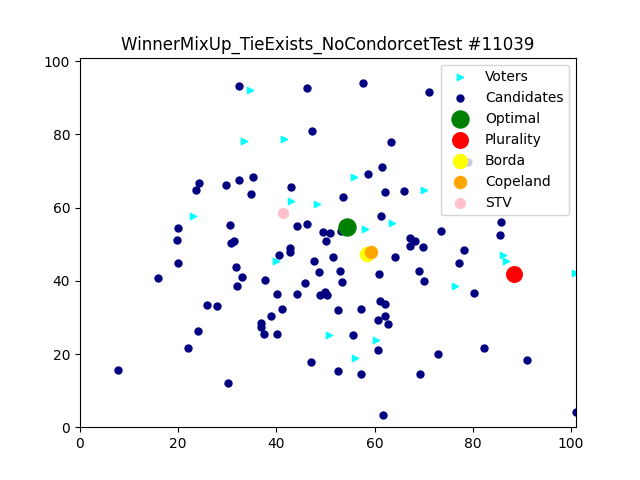 WinnerMixUp_TieExists_NoCondorcetTest #11039
100
80
60
40
20
0
0 20 40 60 80 100
Voters
Candidates
Optimal
Plurality
Borda
Copeland
STV